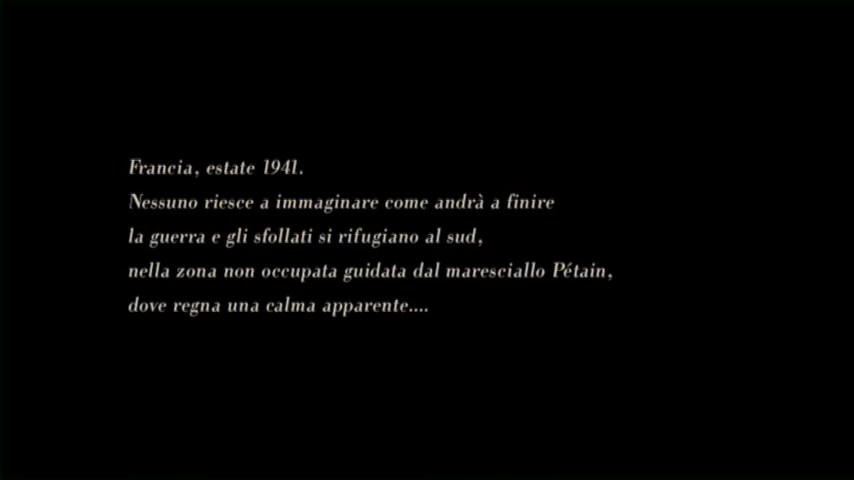 Francia, estate 1941.
Nessuno riesce a immaginare come andrà a finire
la guerra e gli sfollati si rifugiano al sud,
nella zona non occupata guidata dal maresciallo Pétain,
dove regna una calma apparente....